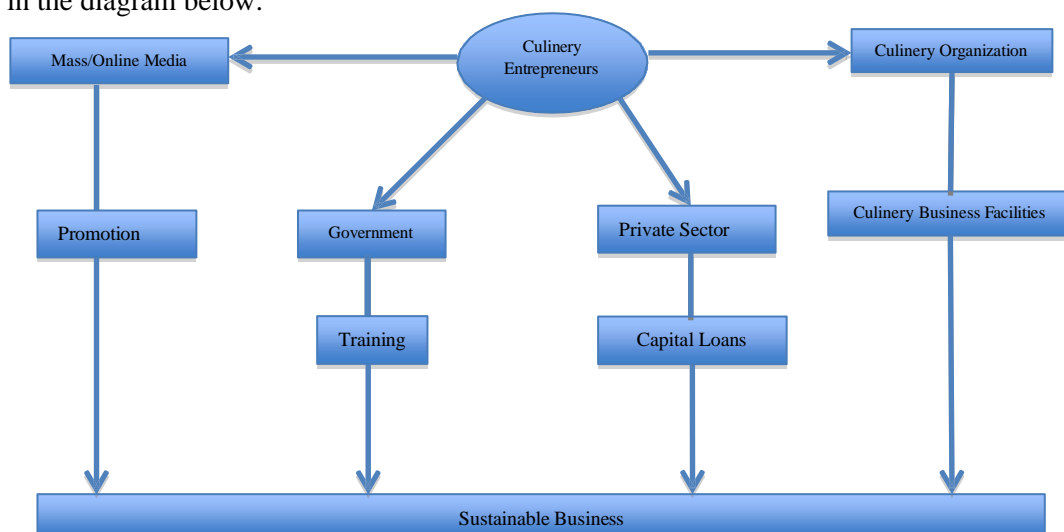 in the diagram below.
Mass/Online Media
Culinery
Entrepreneurs
Culinery Organization
Promotion
Government
Private Sector
Culinery Business Facilities
Training
Capital Loans
Sustainable Business